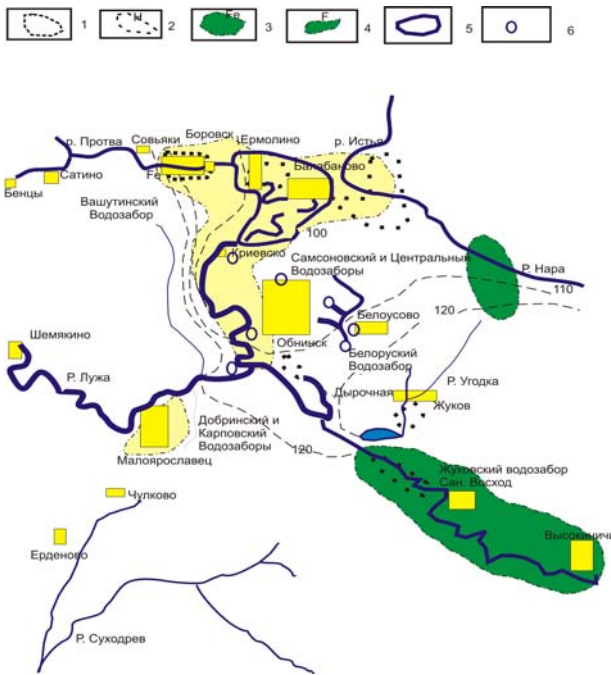 1 2 H 3 Fe 4 F 5 6
р. Протва
Совьяки
Боровск
Ермолино
р. Истья
Балабаново
Сатино
Fe
Бенцы
Вашутинский
Водозабор
100
Криевско
Самсоновский и Центральный
Водозаборы
Р. Нара
110
120
Белоусово
Шемякино
Обнинск
Белоруский
Водозабор
Р. Лужа
Дырочная
Р. Угодка
Жуков
Добринский и
Карповский
Водозаборы
120
Малоярославец
Жуковский водозабор
Сан. Восход
Чулково
Высокиничи
Ерденово
Р. Суходрев